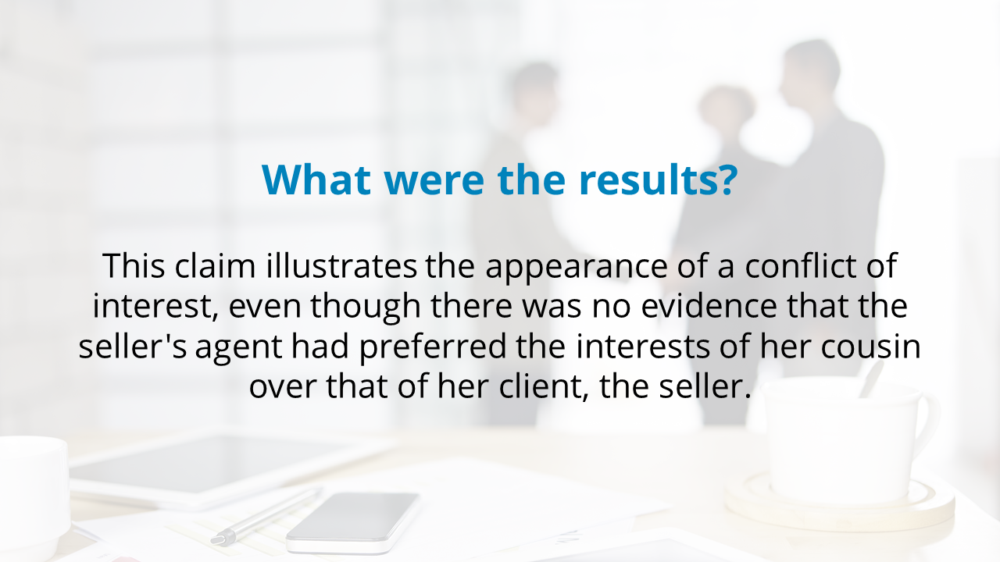 What were the results?
This claim illustrates the appearance of a conflict of
interest, even though there was no evidence that the
seller's agent had preferred the interests of her cousin
over that of her client, the seller.